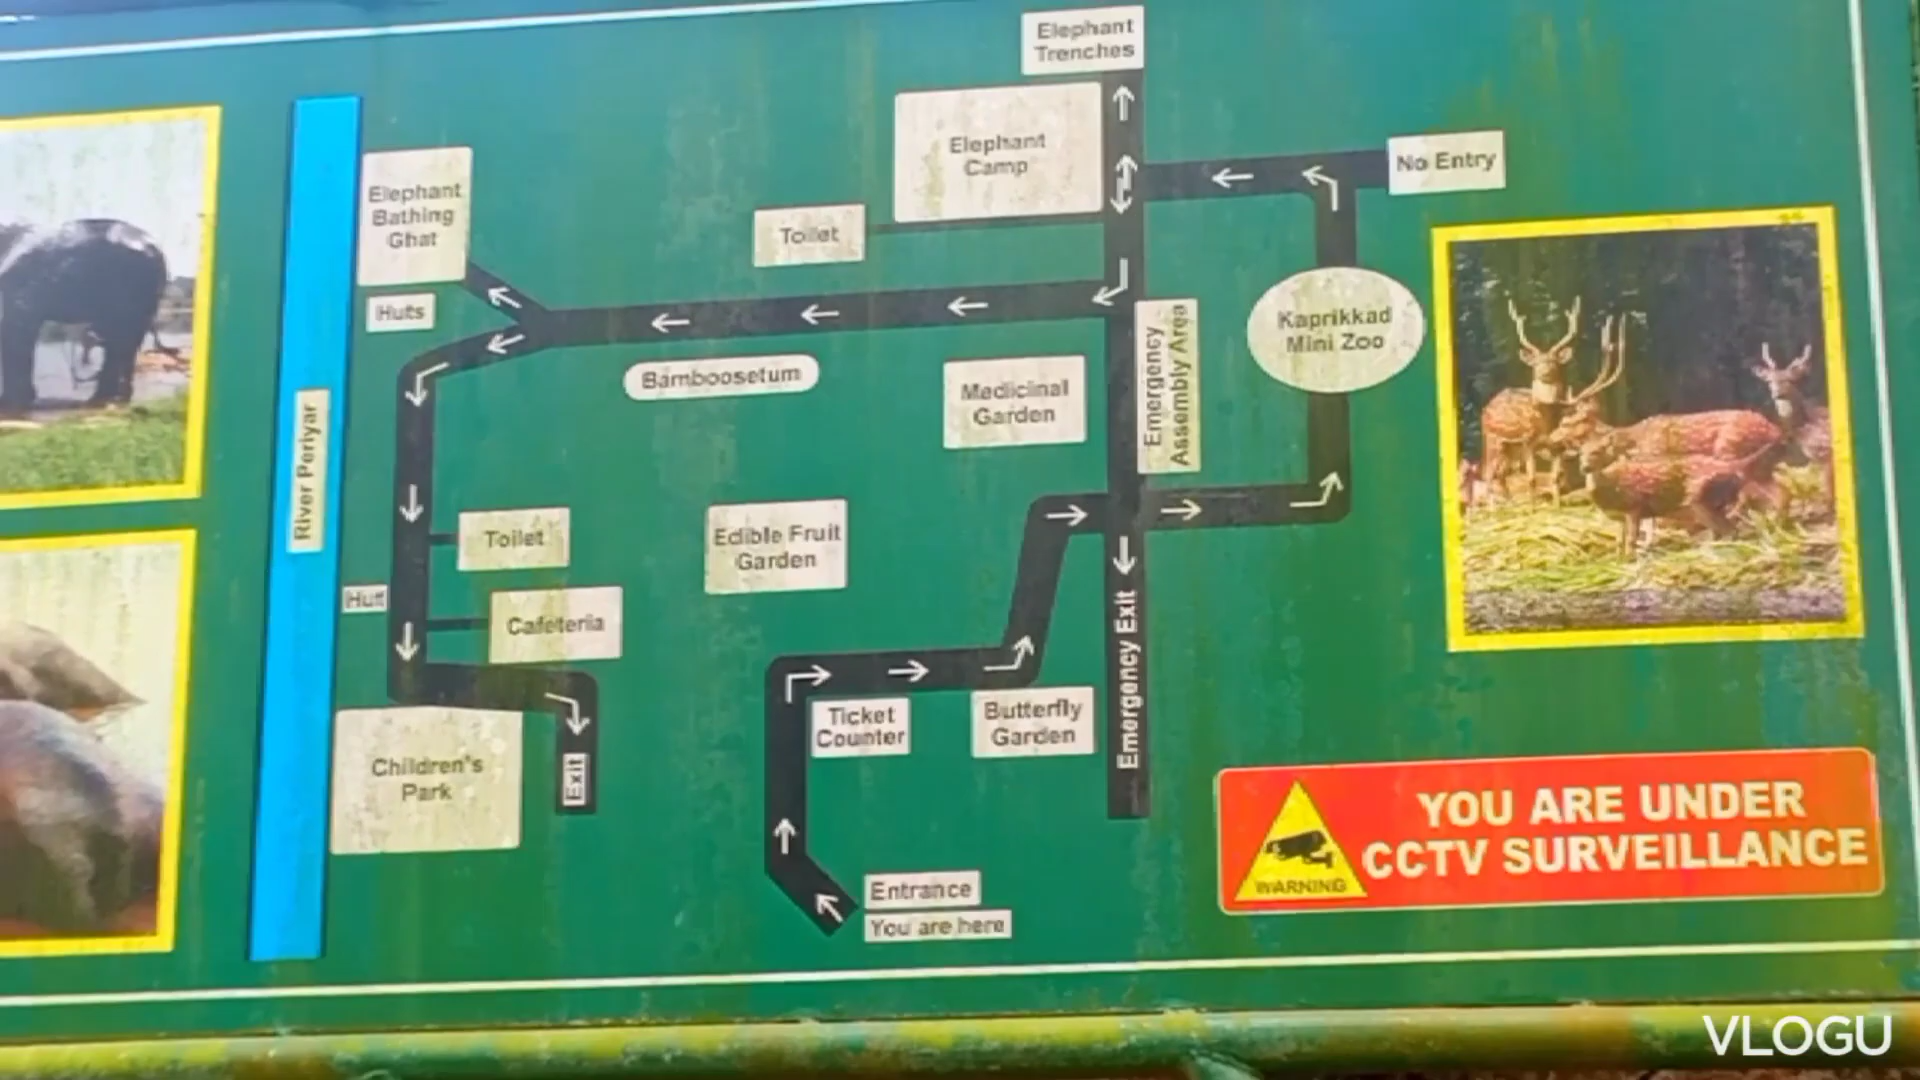 Elephant
Trenches
Elephant
Camp
No Entry
Elephant
Bathing
Ghat
Toilet
Huts
Kaprikkad
Mini Zoo
Emergency
Assembly Area
Bamboosetum
Medicinal
Garden
River Periyar
Edible Fruit
Garden
Toilet
Hutt
Cafeteria
Emergency Exit
Ticket
Counter
Butterfly
Garden
Children's
Park
Exit
Entrance
You are here
WARNING
YOU ARE UNDER
CCTV SURVEILLANCE
VLOGU